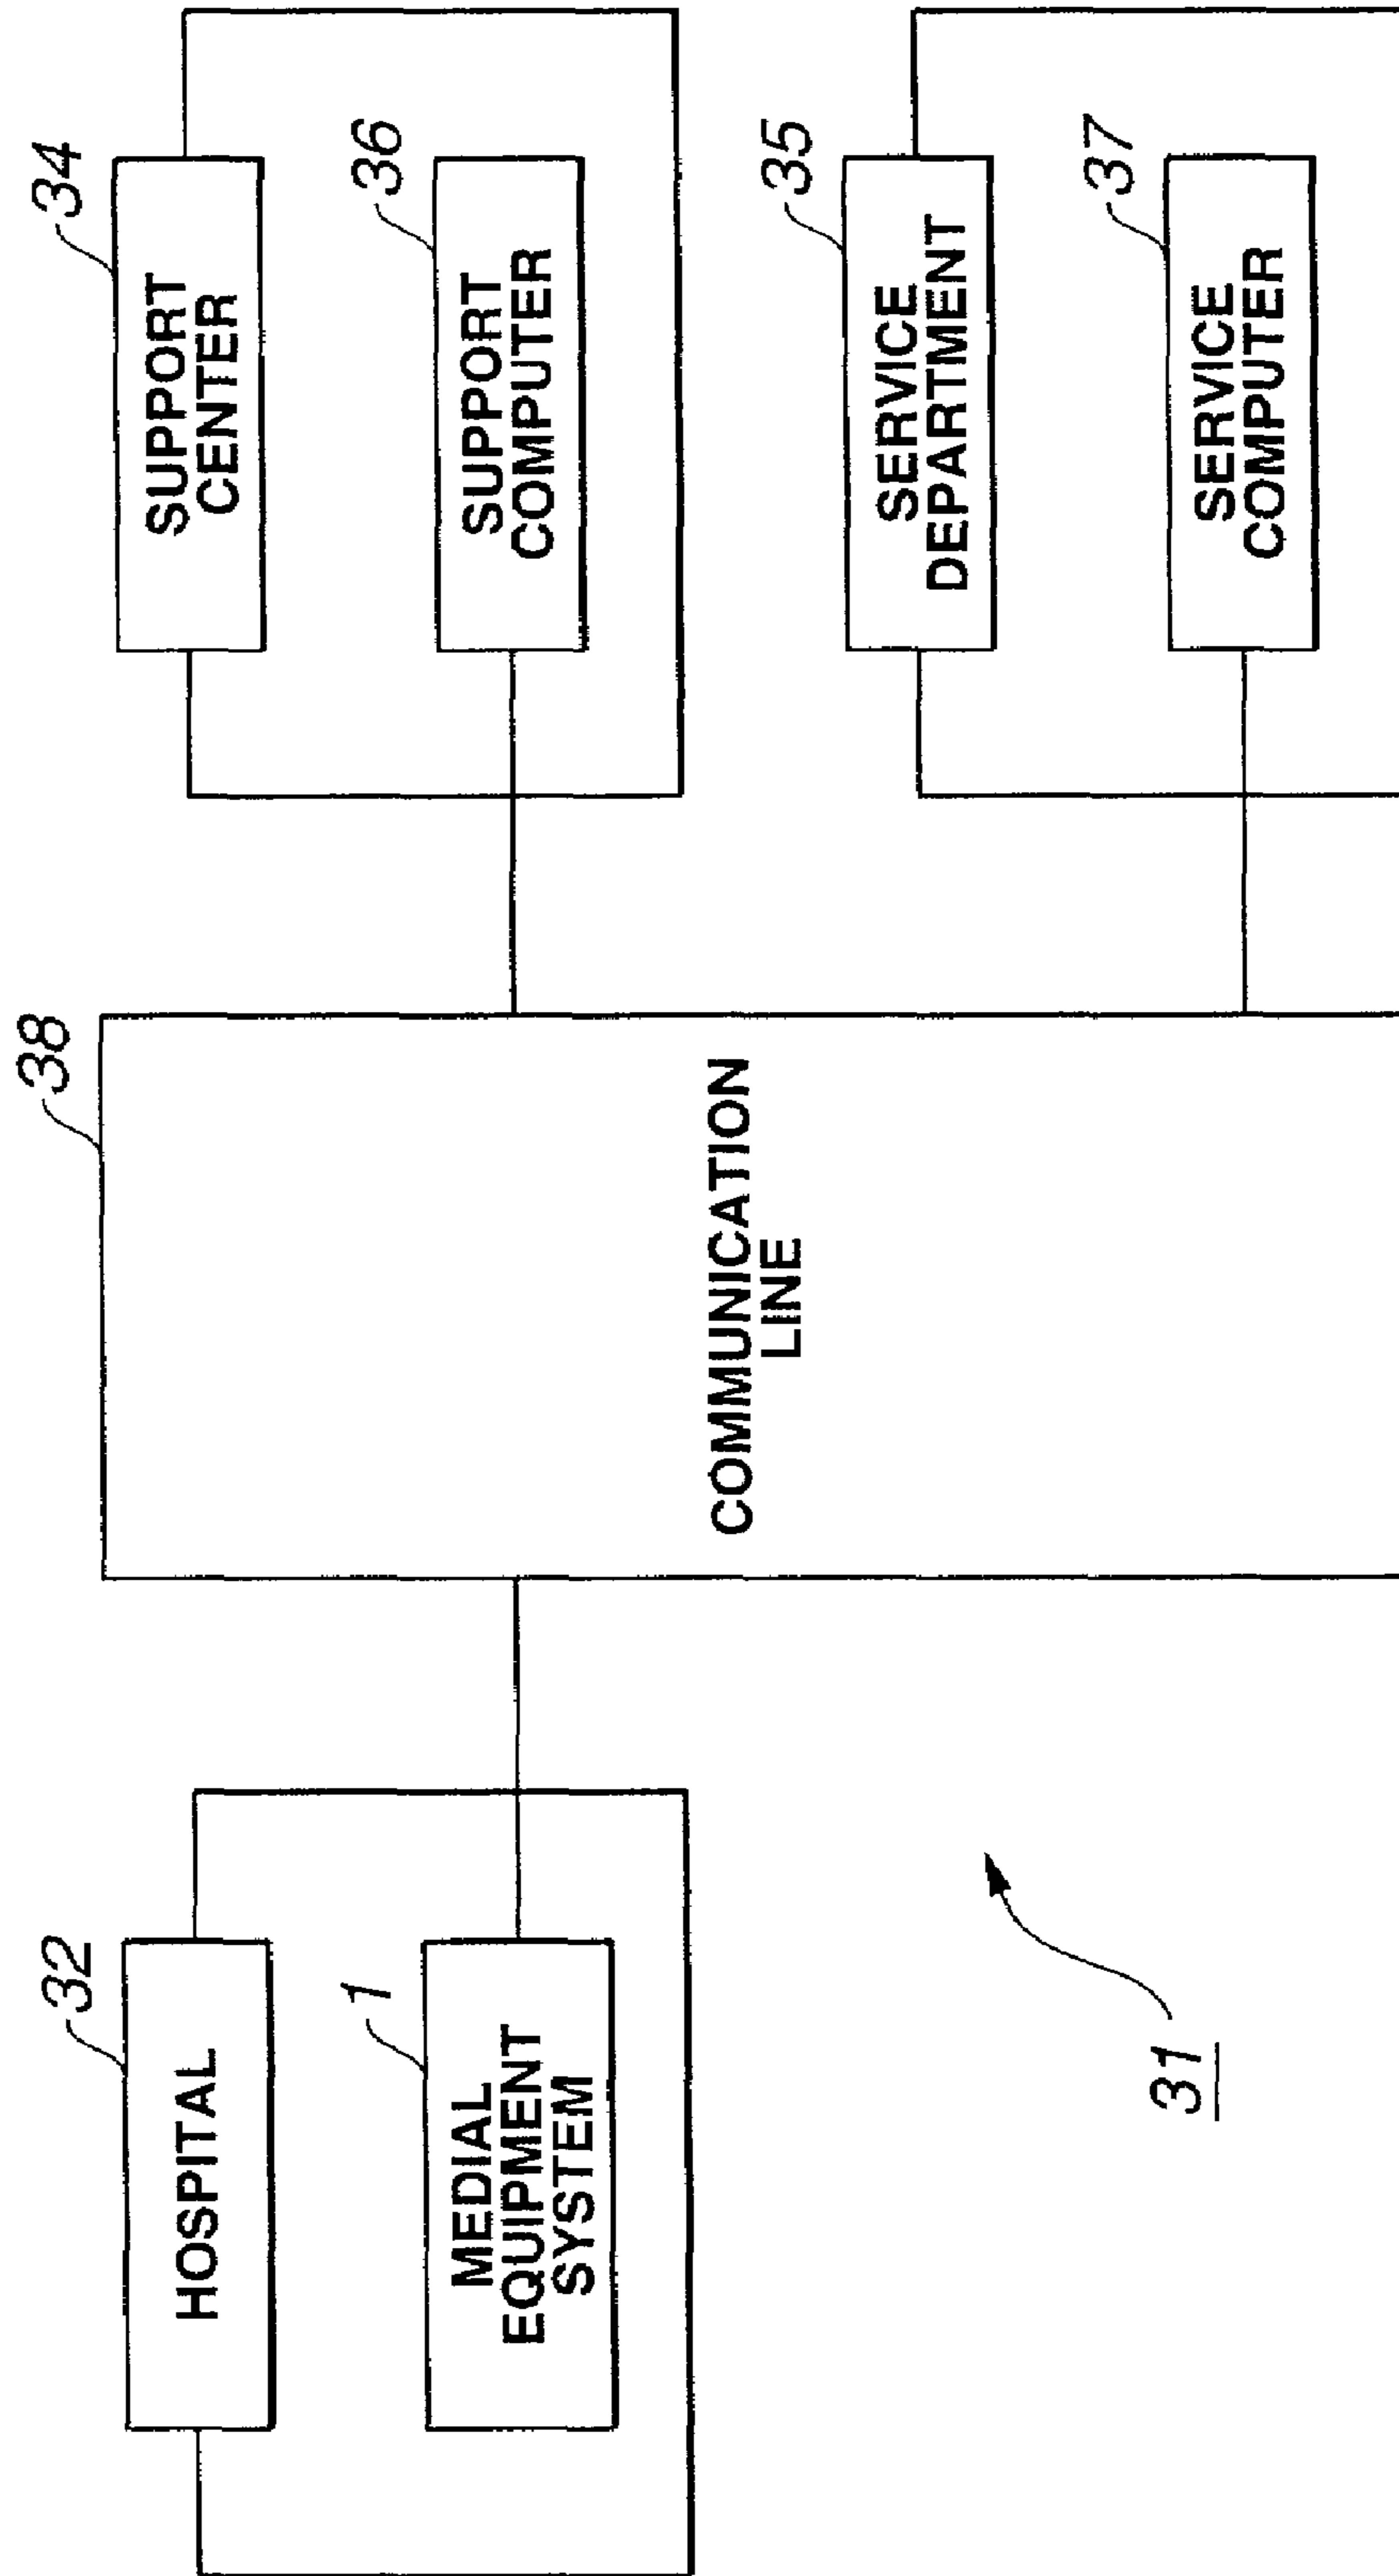 32
HOSPITAL
1
MEDIAL
EQUIPMENT
SYSTEM
31
38
COMMUNICATION
LINE
34
SUPPORT
CENTER
36
SUPPORT
COMPUTER
35
SERVICE
DEPARTMENT
37
SERVICE
COMPUTER